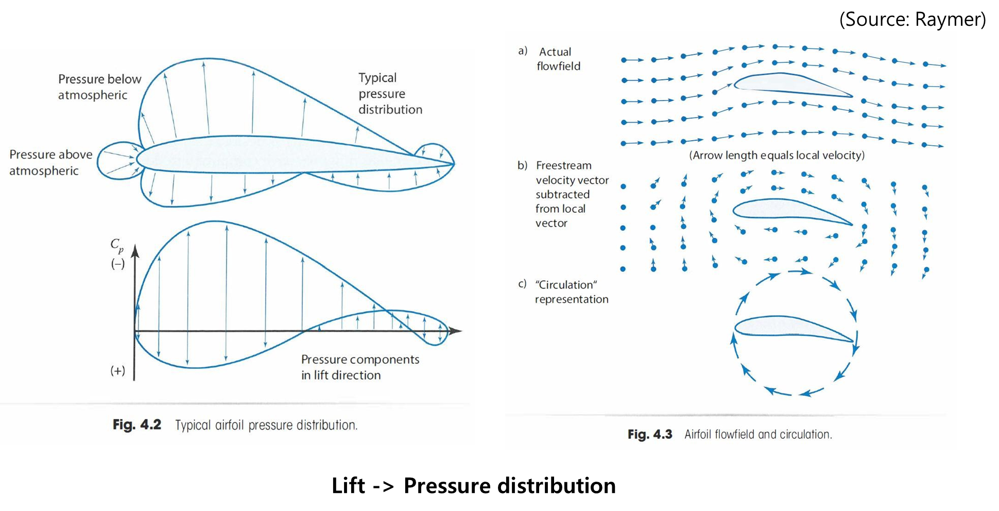 (Source: Raymer)
Pressure below
atmospheric
Typical
pressure
distribution
Pressure above
atmospheric
Cp
(–)
(+)
Pressure components
in lift direction
Fig. 4.2 Typical airfoil pressure distribution.
a) Actual
flowfield
(Arrow length equals local velocity)
b) Freestream
velocity vector
subtracted
from local
vector
c) “Circulation“
representation
Fig. 4.3 Airfoil flowfield and circulation.
Lift -> Pressure distribution